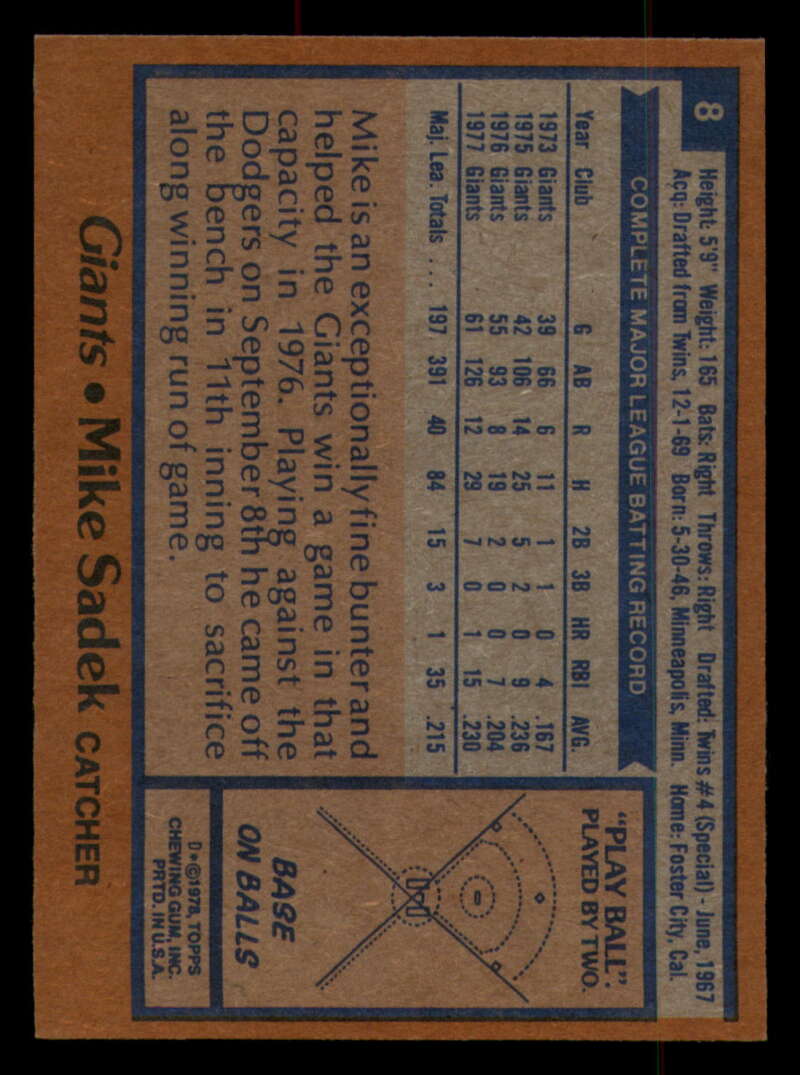 8
Height: 5'9" Weight: 165 Bats: Right Throws: Right Drafted: Twins #4 (Special) - June, 1967
Acq: Drafted from Twins, 12-1-69 Born: 5-30-46, Minneapolis, Minn. Home: Foster City, Cal.
COMPLETE MAJOR LEAGUE BATTING RECORD
Year Club G AB R H 2B 3B HR RBI AVG.
1973 Giants 39 66 6 11 1 1 0 4 .167
1975 Giants 42 106 14 25 5 2 0 9 .236
1976 Giants 55 93 8 19 2 0 0 7 .204
1977 Giants 61 126 12 29 7 0 1 15 .230
Maj. Lea. Totals ... 197 391 40 84 15 3 1 35 .215
Mike is an exceptionally fine bunter and
helped the Giants win a game in that
capacity in 1976. Playing against the
Dodgers on September 8th he came off
the bench in 11th inning to sacrifice
along winning run of game.
"PLAY BALL":
PLAYED BY TWO.
BASE
ON BALLS
D*©1978, TOPPS
CHEWING GUM, INC.
PRTD. IN U.S.A.
Giants • Mike Sadek CATCHER